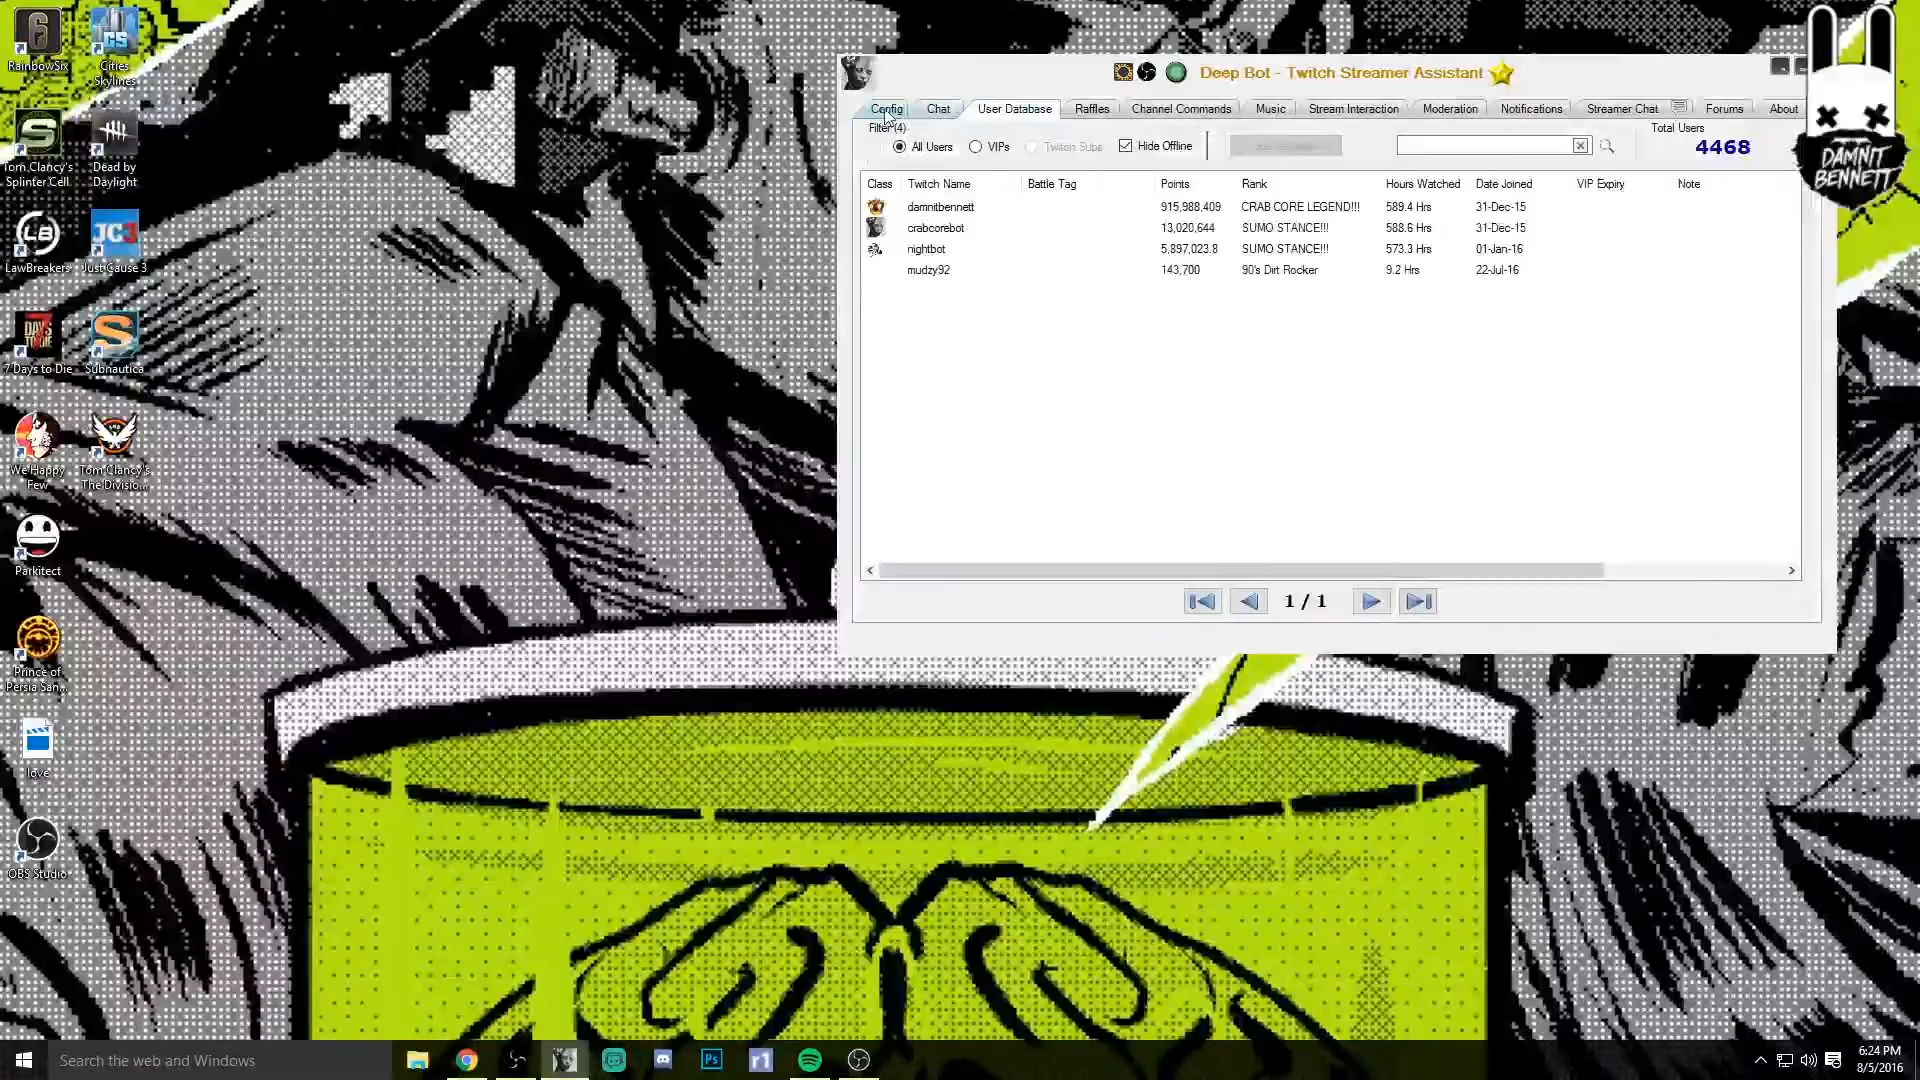 RainbowSix
Cities
Skylines
Tom Clancy's
Splinter Cell
Dead by
Daylight
LawBreakers
Just Cause 3
7 Days to Die
Subnautica
We Happy
Few
Tom Clancy's
The Divisio...
Parkitect
Prince of
Persia San...
love
OBS Studio
Deep Bot - Twitch Streamer Assistant
Config
Chat
User Database
Raffles
Channel Commands
Music
Stream Interaction
Moderation
Notifications
Streamer Chat
Forums
About
Filter (4)
All Users
VIPs
Twitch Subs
Hide Offline
Total Users
4468
Class Twitch Name Battle Tag Points Rank Hours Watched Date Joined VIP Expiry Note
damnitbennett 915,988,409 CRAB CORE LEGEND!!! 589.4 Hrs 31-Dec-15
crabcorebot 13,020,644 SUMO STANCE!!! 588.6 Hrs 31-Dec-15
nightbot 5,897,023.8 SUMO STANCE!!! 573.3 Hrs 01-Jan-16
mudzy92 143,700 90's Dirt Rocker 9.2 Hrs 22-Jul-16
1 / 1
DAMNIT
BENNETT
Search the web and Windows
Ps
r1
6:24 PM
8/5/2016